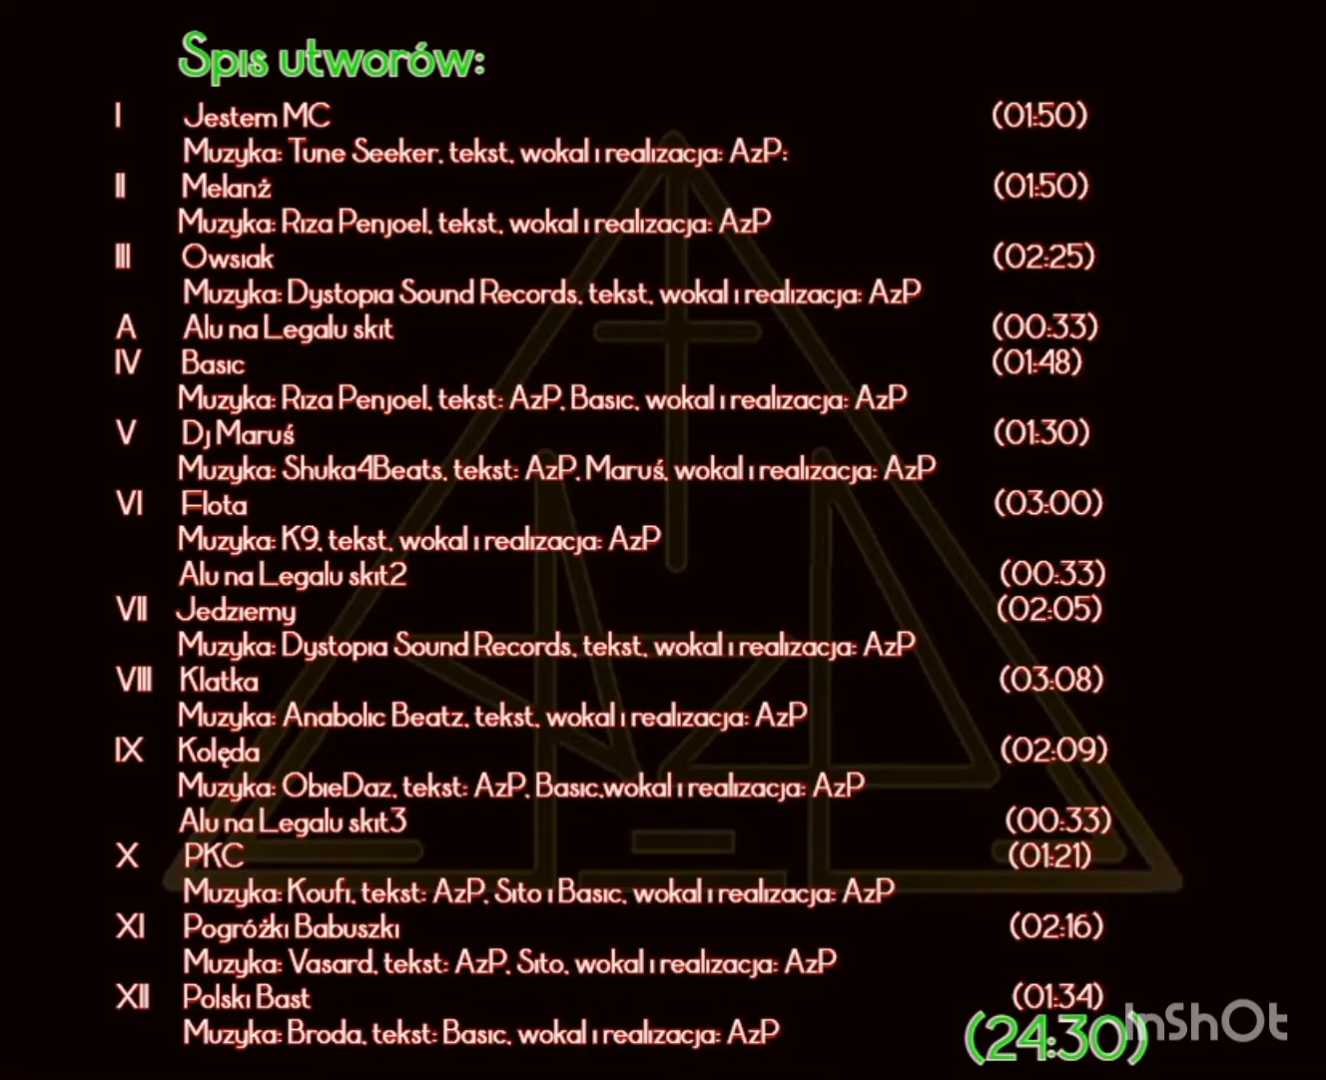 Spis utworów:
I Jestem MC (01:50)
Muzyka: Tune Seeker, tekst, wokal i realizacja: AzP:
II Melanż (01:50)
Muzyka: Riza Penjoel, tekst, wokal i realizacja: AzP
III Owsiak (02:25)
Muzyka: Dystopia Sound Records, tekst, wokal i realizacja: AzP
A Alu na Legalu skit (00:33)
IV Basic (01:48)
Muzyka: Riza Penjoel, tekst: AzP, Basic, wokal i realizacja: AzP
V Dj Maruś (01:30)
Muzyka: Shuka4Beats, tekst: AzP, Maruś, wokal i realizacja: AzP
VI Flota (03:00)
Muzyka: K9, tekst, wokal i realizacja: AzP
Alu na Legalu skit2 (00:33)
VII Jedziemy (02:05)
Muzyka: Dystopia Sound Records, tekst, wokal i realizacja: AzP
VIII Klatka (03:08)
Muzyka: Anabolic Beatz, tekst, wokal i realizacja: AzP
IX Kolęda (02:09)
Muzyka: ObieDaz, tekst: AzP, Basic,wokal i realizacja: AzP
Alu na Legalu skit3 (00:33)
X PKC (01:21)
Muzyka: Koufi, tekst: AzP, Sito i Basic, wokal i realizacja: AzP
XI Pogróżki Babuszki (02:16)
Muzyka: Vasard, tekst: AzP, Sito, wokal i realizacja: AzP
XII Polski Bast (01:34)
Muzyka: Broda, tekst: Basic, wokal i realizacja: AzP
(24:30)
InShOt